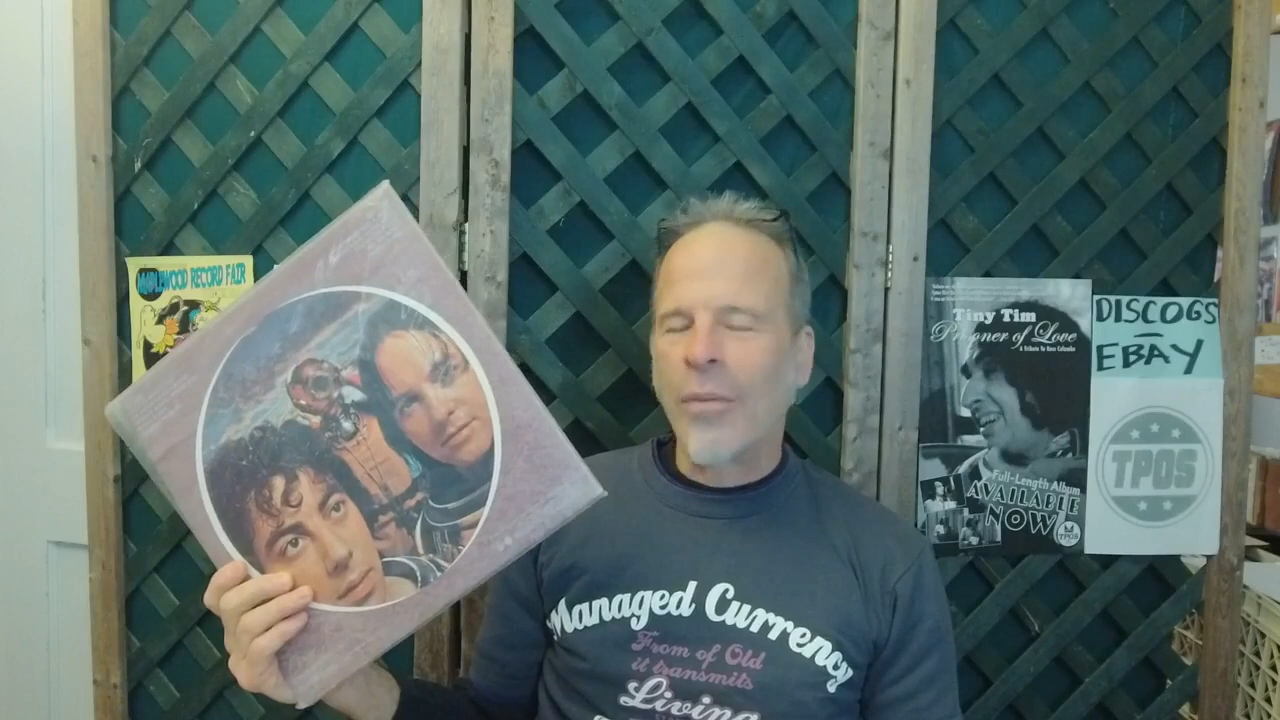 MAPLEWOOD RECORD FAIR
Managed Currency
From of Old
it transmits
Living
Tiny Tim
Prisoner of Love
A Tribute To Russ Columbo
Full-Length Album
AVAILABLE
NOW
TPOS
DISCOGS
EBAY
TPOS